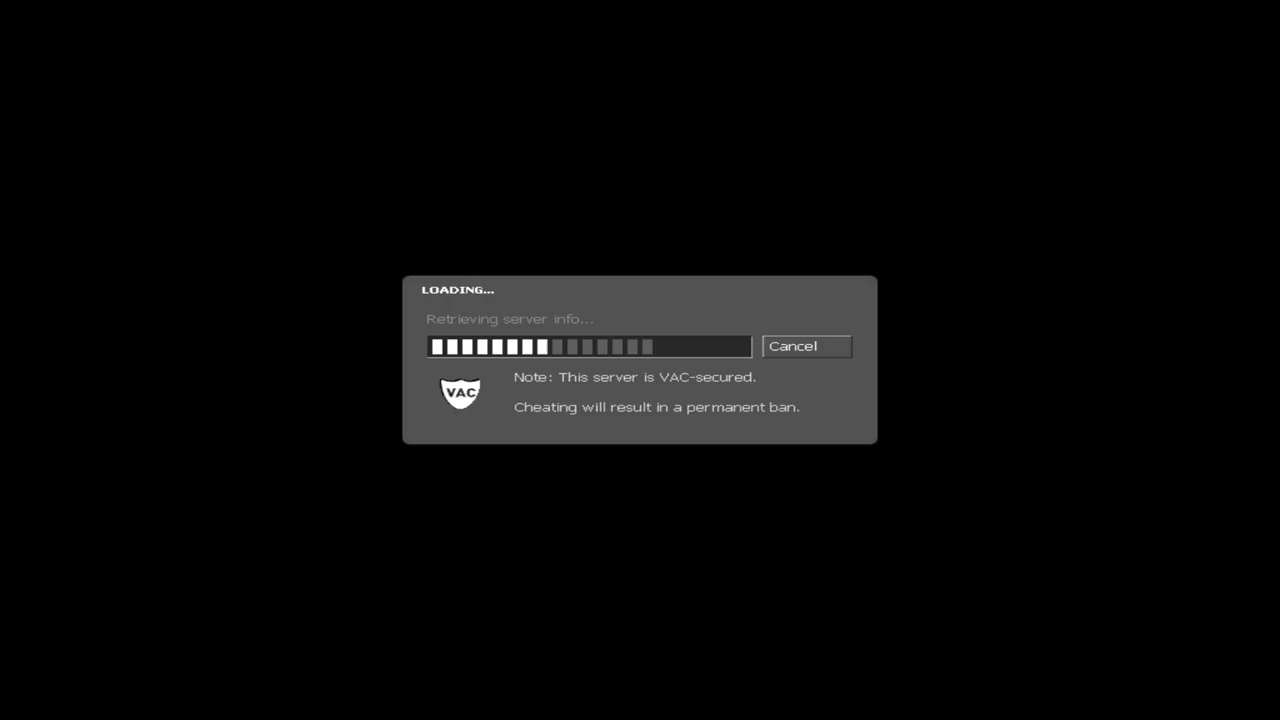 LOADING...
Retrieving server info...
Cancel
VAC
Note: This server is VAC-secured.
Cheating will result in a permanent ban.